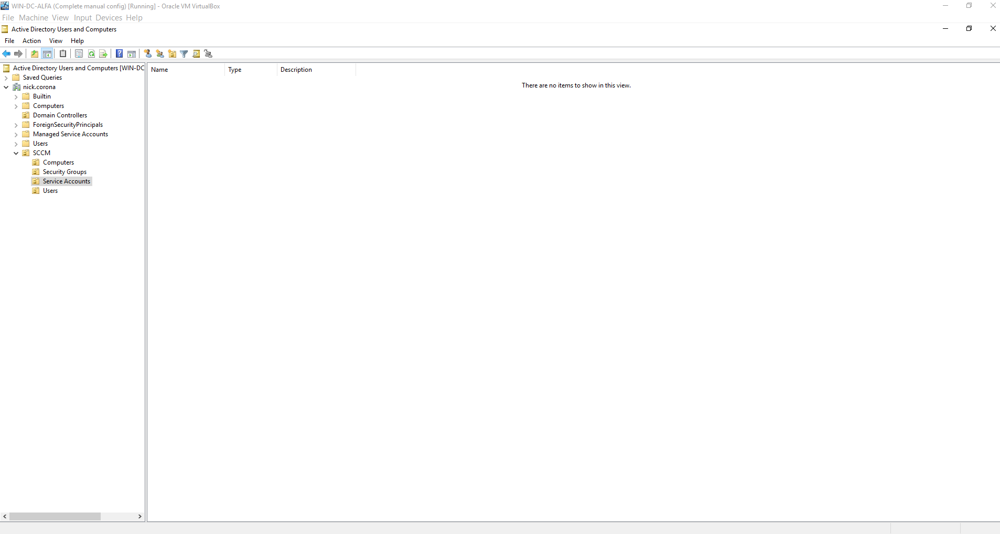 WIN-DC-ALFA (Complete manual config) [Running] - Oracle VM VirtualBox
File Machine View Input Devices Help
Active Directory Users and Computers
File Action View Help
Active Directory Users and Computers [WIN-DC
Saved Queries
nick.corona
Builtin
Computers
Domain Controllers
ForeignSecurityPrincipals
Managed Service Accounts
Users
SCCM
Computers
Security Groups
Service Accounts
Users
Name Type Description
There are no items to show in this view.